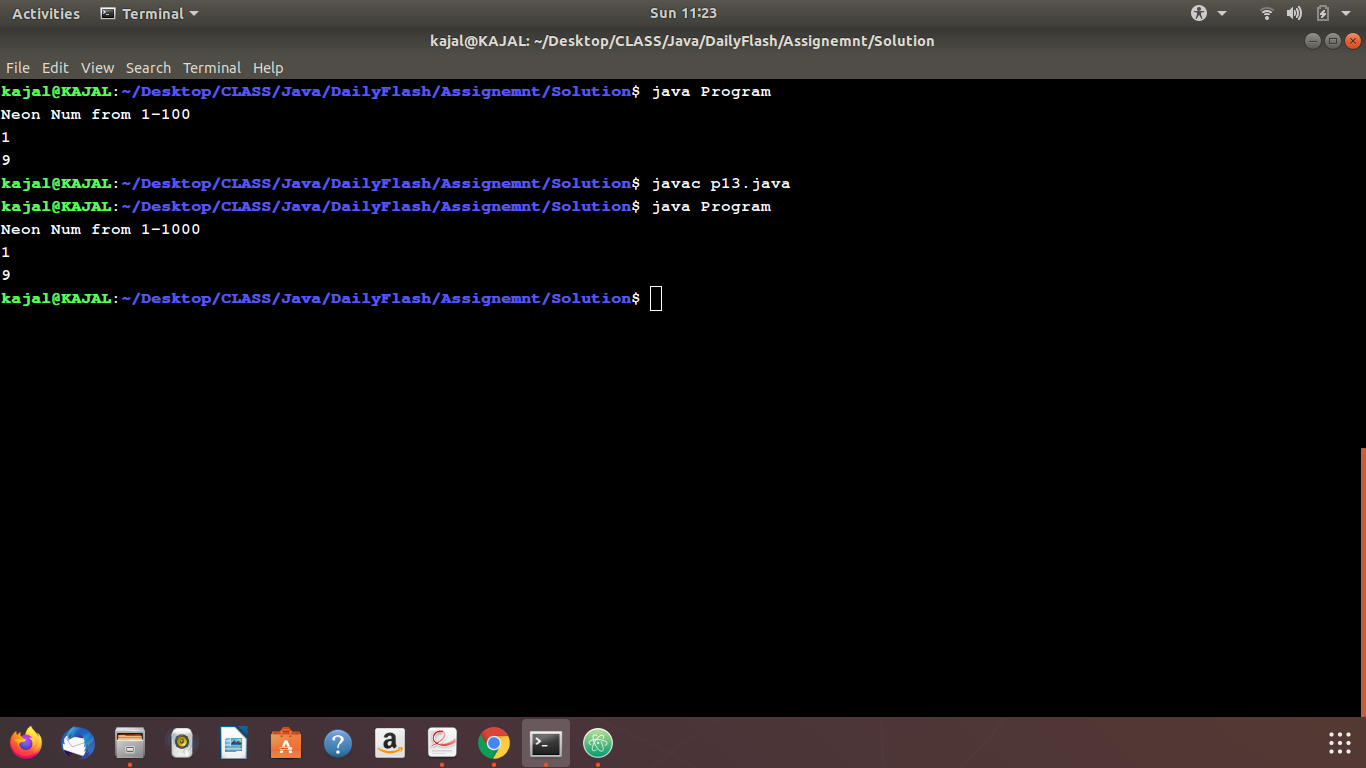 Activities Terminal Sun 11:23
kajal@KAJAL: ~/Desktop/CLASS/Java/DailyFlash/Assignemnt/Solution
File Edit View Search Terminal Help
kajal@KAJAL:~/Desktop/CLASS/Java/DailyFlash/Assignemnt/Solution$ java Program
Neon Num from 1-100
1
9
kajal@KAJAL:~/Desktop/CLASS/Java/DailyFlash/Assignemnt/Solution$ javac p13.java
kajal@KAJAL:~/Desktop/CLASS/Java/DailyFlash/Assignemnt/Solution$ java Program
Neon Num from 1-1000
1
9
kajal@KAJAL:~/Desktop/CLASS/Java/DailyFlash/Assignemnt/Solution$